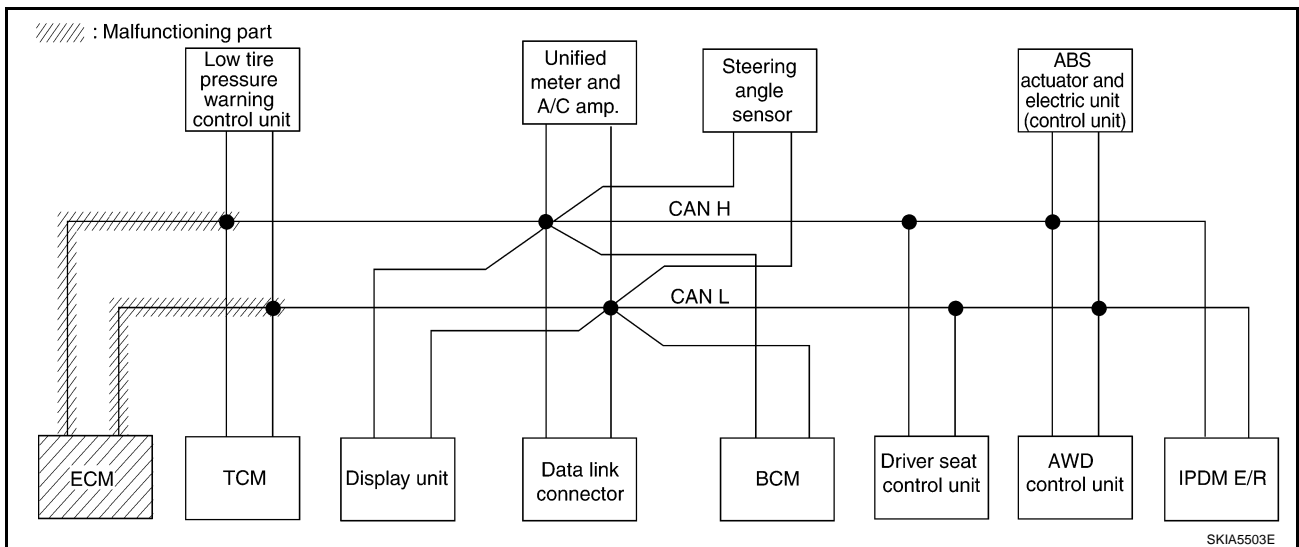 : Malfunctioning part
Low tire
pressure
warning
control unit
Unified
meter and
A/C amp.
Steering
angle
sensor
ABS
actuator and
electric unit
(control unit)
CAN H
CAN L
ECM
TCM
Display unit
Data link
connector
BCM
Driver seat
control unit
AWD
control unit
IPDM E/R
SKIA5503E